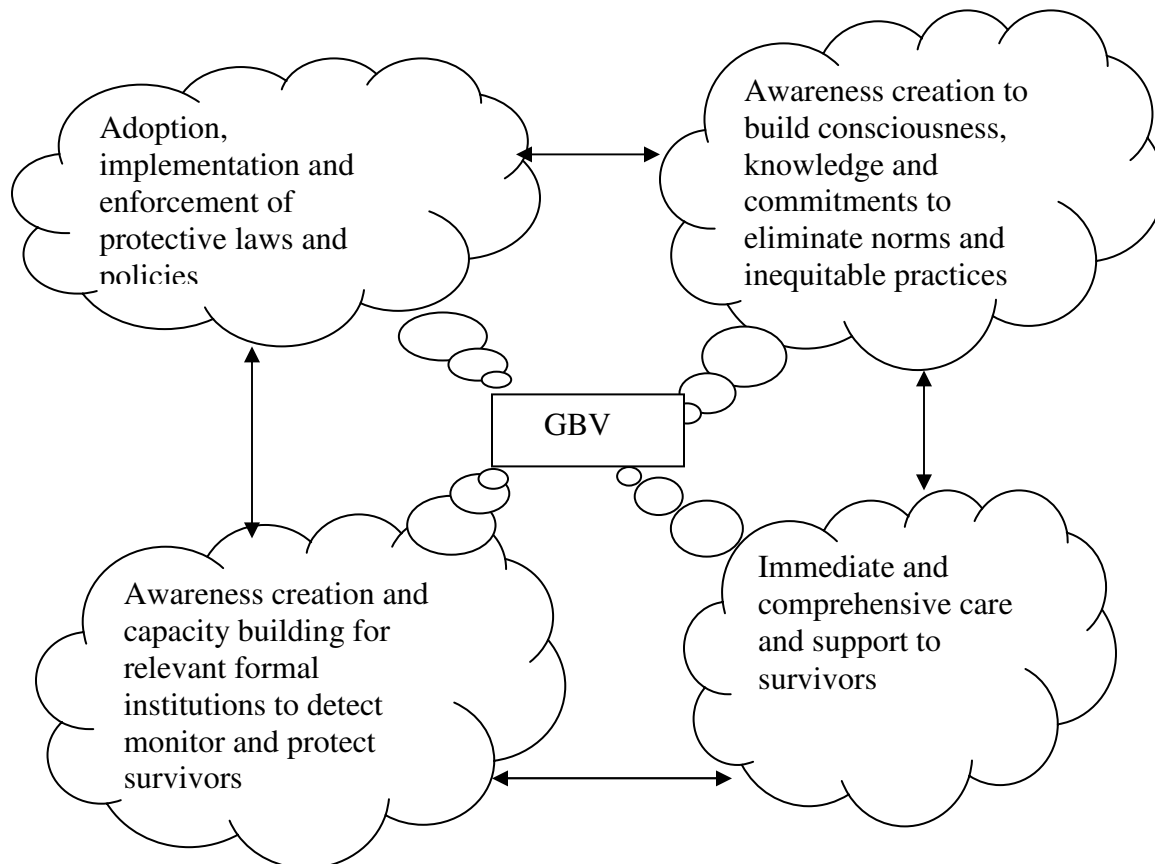 Adoption,
implementation and
enforcement of
protective laws and
policies
Awareness creation to
build consciousness,
knowledge and
commitments to
eliminate norms and
inequitable practices
GBV
Awareness creation and
capacity building for
relevant formal
institutions to detect
monitor and protect
survivors
Immediate and
comprehensive care
and support to
survivors